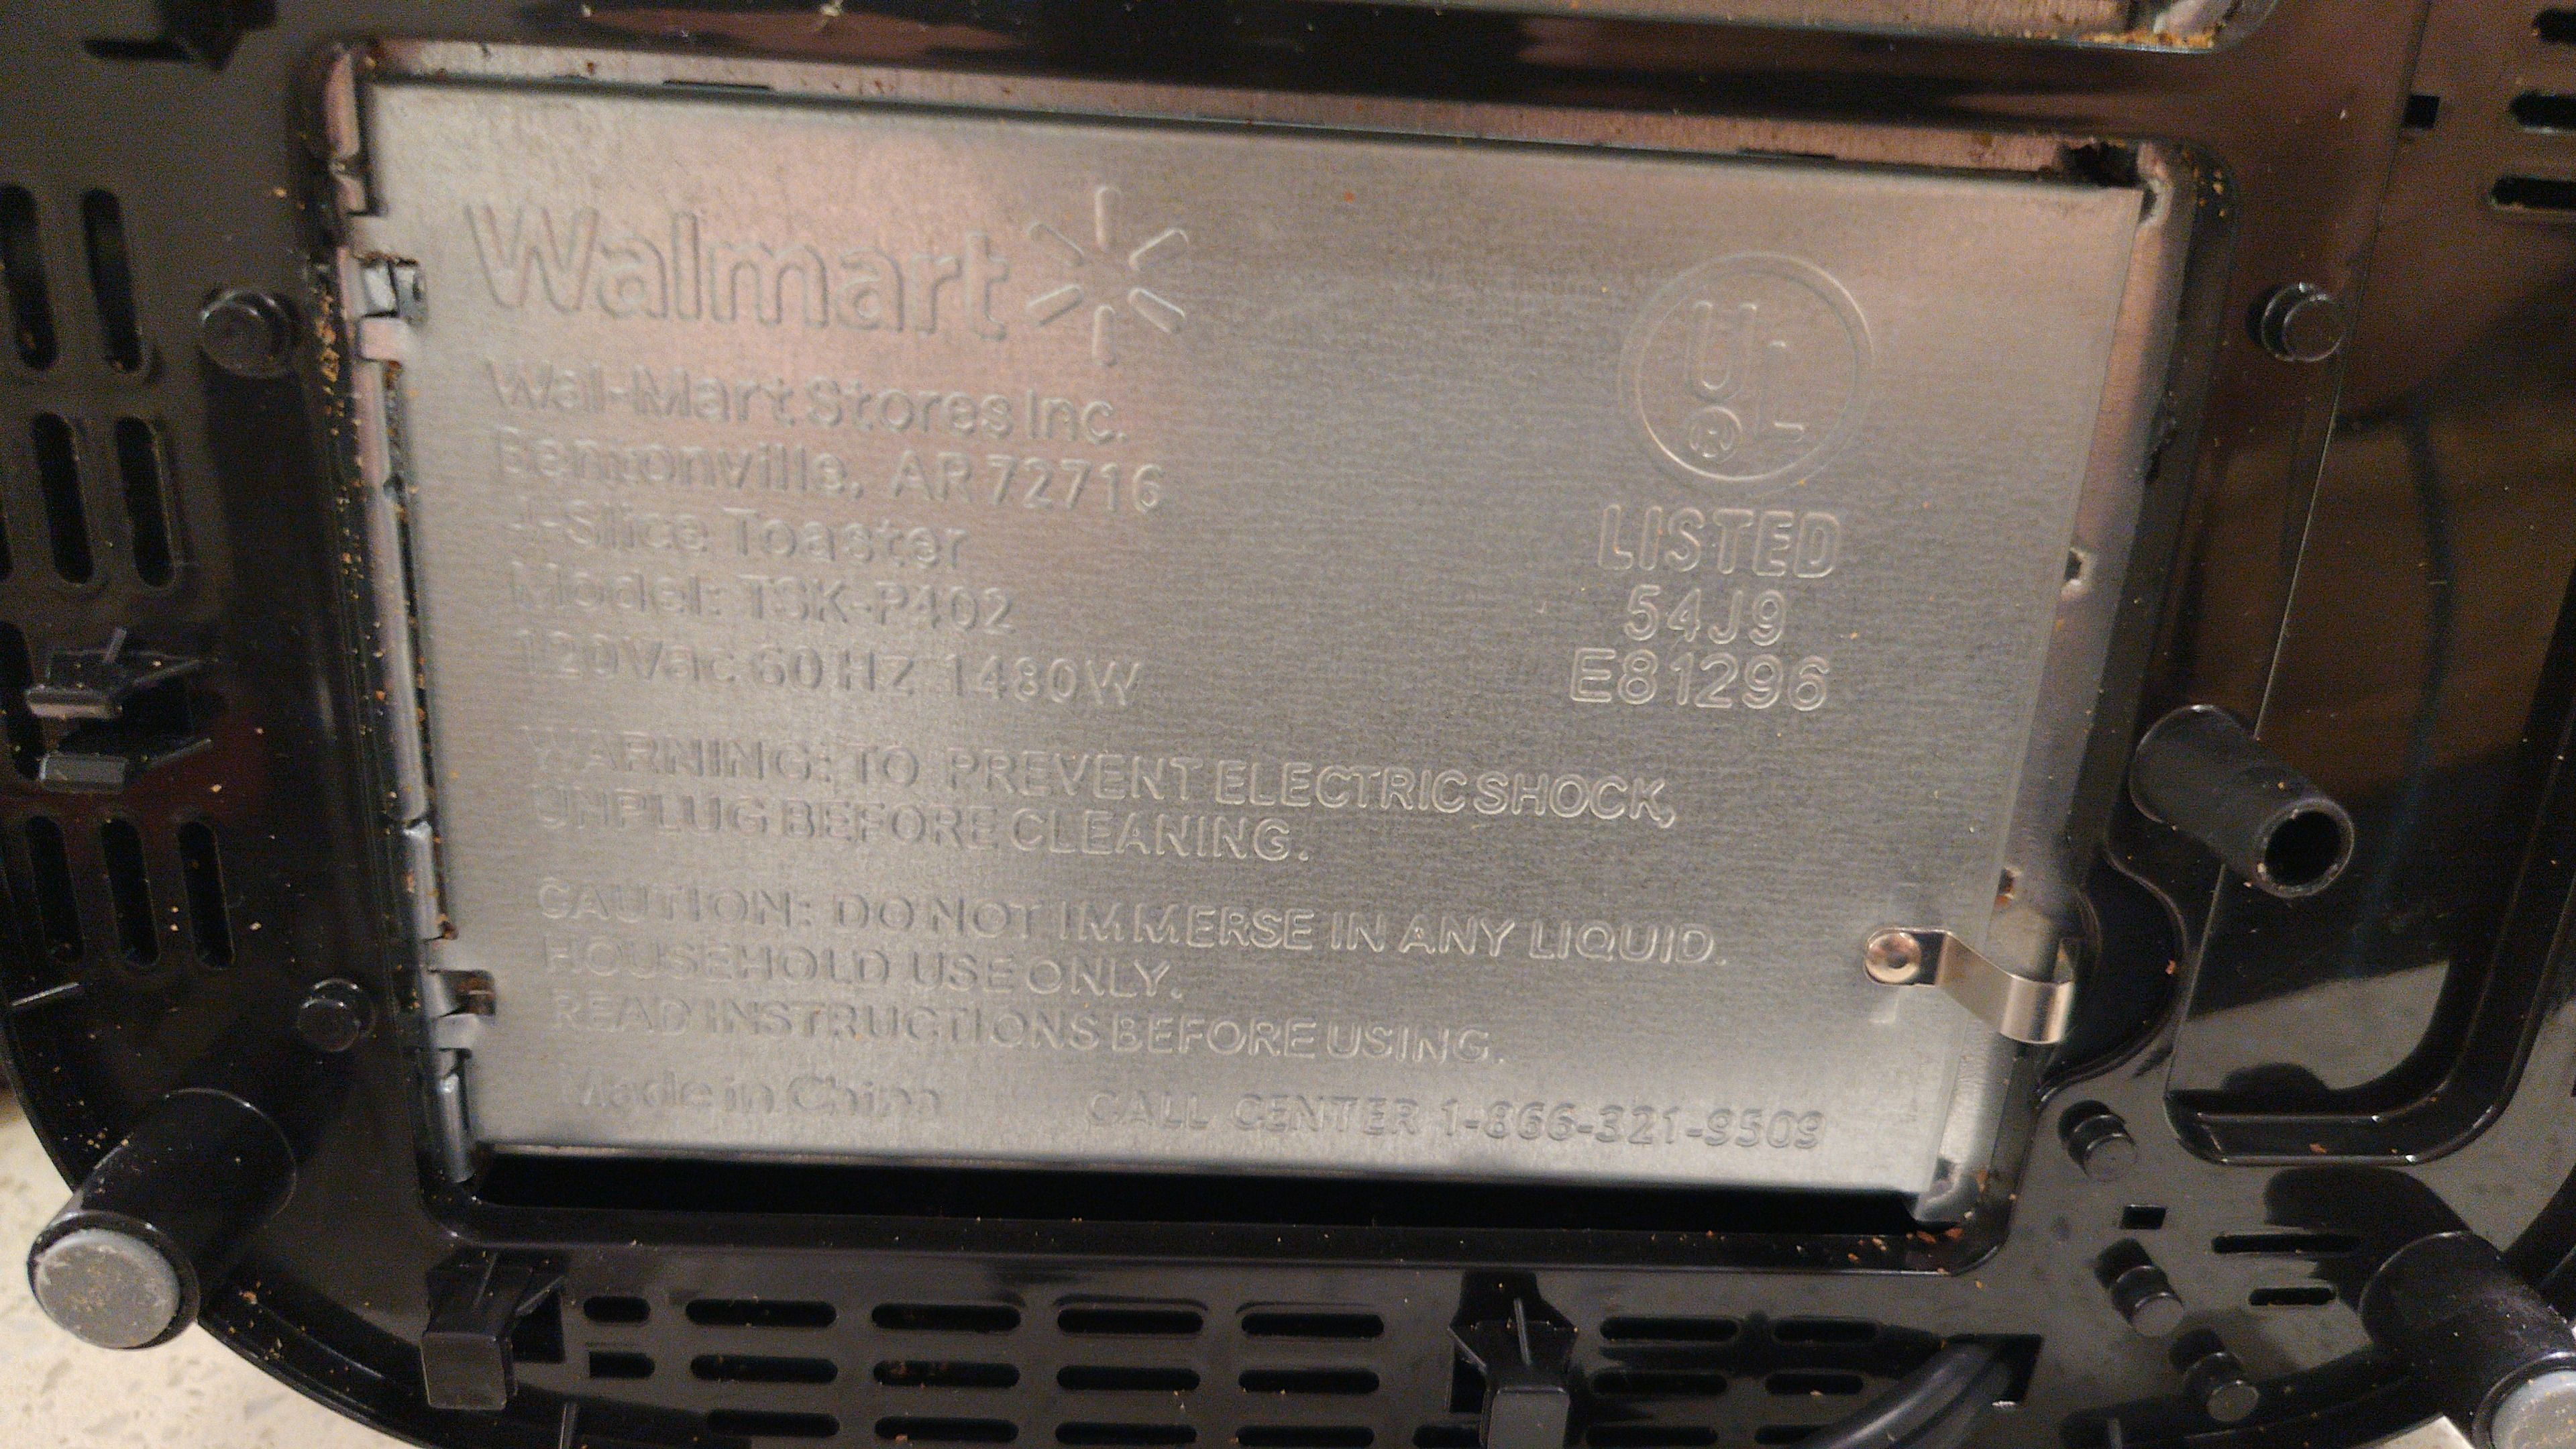 Walmart
Wal-Mart Stores Inc.
Bentonville, AR 72716
4-Slice Toaster
Model: TSK-P402
120Vac 60HZ 1480W
UL
®
LISTED
54J9
E81296
WARNING: TO PREVENT ELECTRIC SHOCK,
UNPLUG BEFORE CLEANING.
CAUTION: DO NOT IMMERSE IN ANY LIQUID.
HOUSEHOLD USE ONLY.
READ INSTRUCTIONS BEFORE USING.
Made in China
CALL CENTER 1-866-321-9509